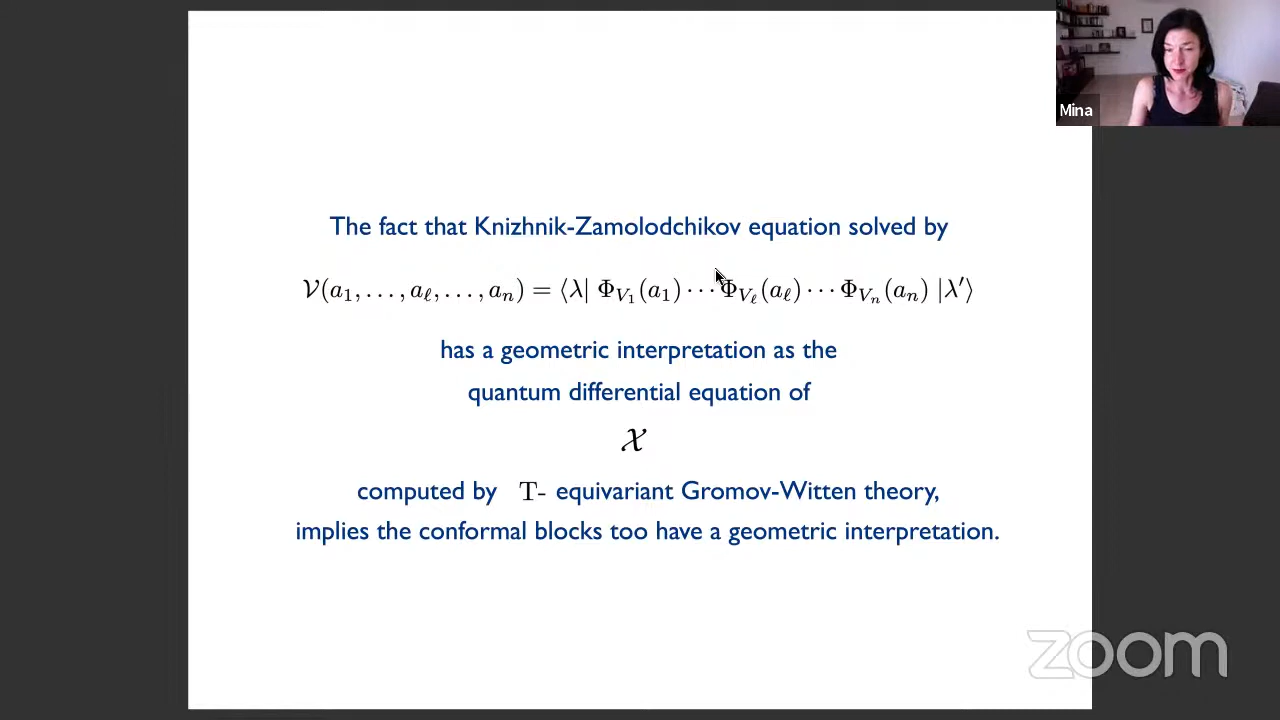 Mina
The fact that Knizhnik-Zamolodchikov equation solved by
𝒱(a₁, . . . , a_ℓ, . . . , a_n) = ⟨λ| Φ_{V₁}(a₁) · · · Φ_{V_ℓ}(a_ℓ) · · · Φ_{V_n}(a_n) |λ′⟩
has a geometric interpretation as the
quantum differential equation of
𝒳
computed by T- equivariant Gromov-Witten theory,
implies the conformal blocks too have a geometric interpretation.
zoom